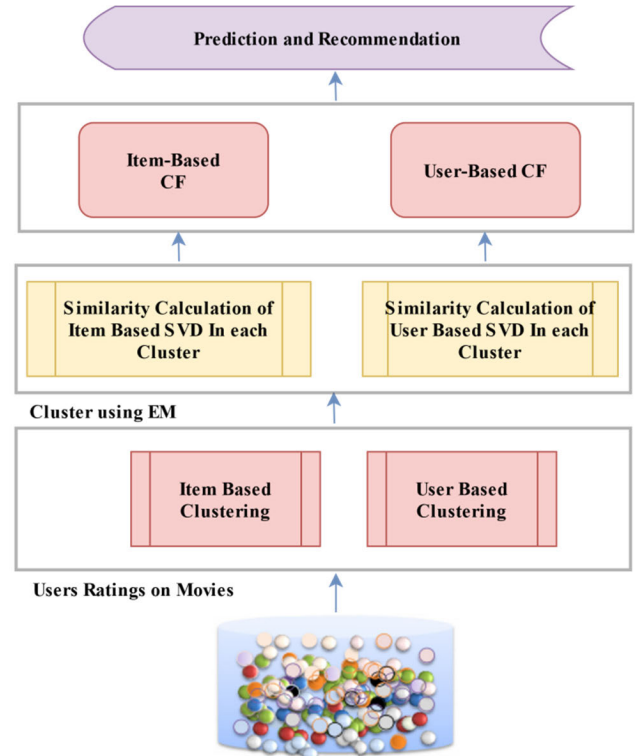 Prediction and Recommendation
Item-Based
CF
User-Based CF
Similarity Calculation of
Item Based SVD In each
Cluster
Similarity Calculation of
User Based SVD In each
Cluster
Cluster using EM
Item Based
Clustering
User Based
Clustering
Users Ratings on Movies